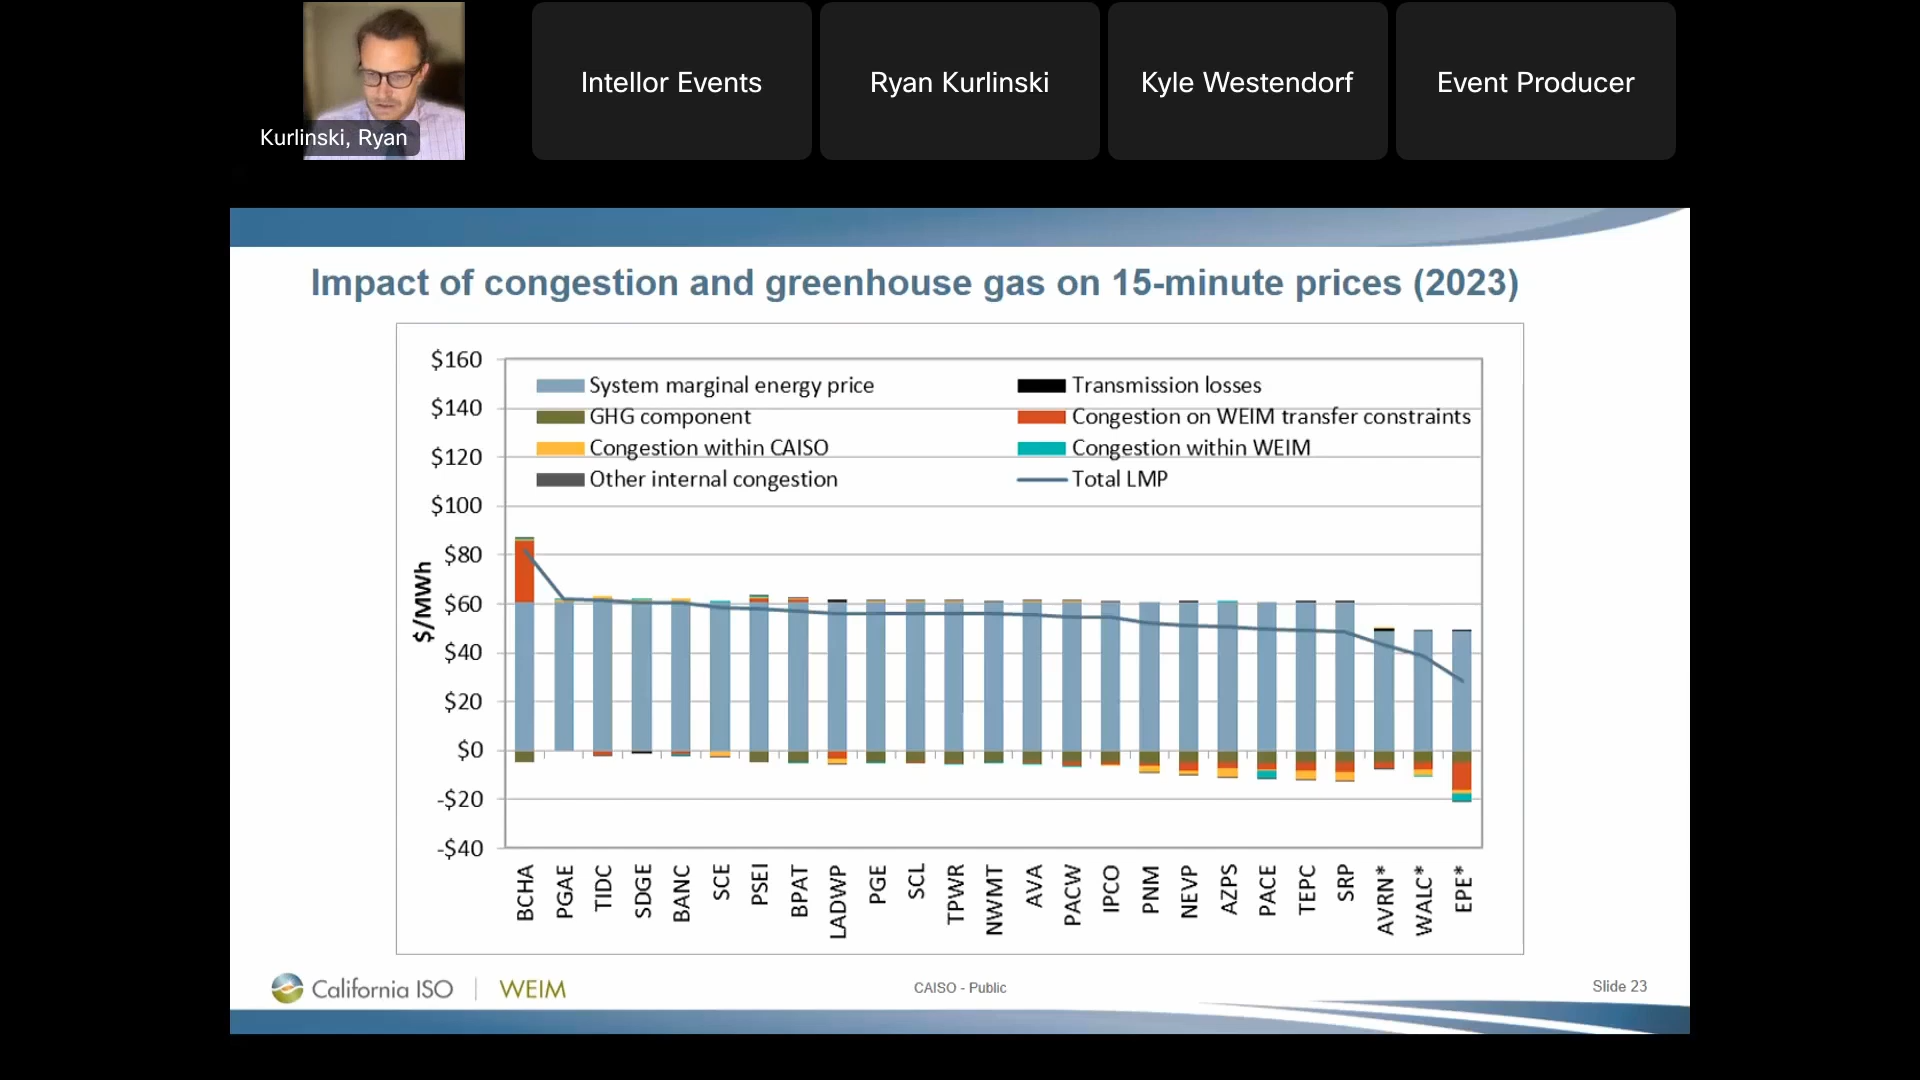 Kurlinski, Ryan
Intellor Events
Ryan Kurlinski
Kyle Westendorf
Event Producer
Impact of congestion and greenhouse gas on 15-minute prices (2023)
$/MWh
$160
$140
$120
$100
$80
$60
$40
$20
$0
-$20
-$40
System marginal energy price
Transmission losses
GHG component
Congestion on WEIM transfer constraints
Congestion within CAISO
Congestion within WEIM
Other internal congestion
Total LMP
BCHA
PGAE
TIDC
SDGE
BANC
SCE
PSEI
BPAT
LADWP
PGE
SCL
TPWR
NWMT
AVA
PACW
IPCO
PNM
NEVP
AZPS
PACE
TEPC
SRP
AVRN*
WALC*
EPE*
California ISO
WEIM
CAISO - Public
Slide 23